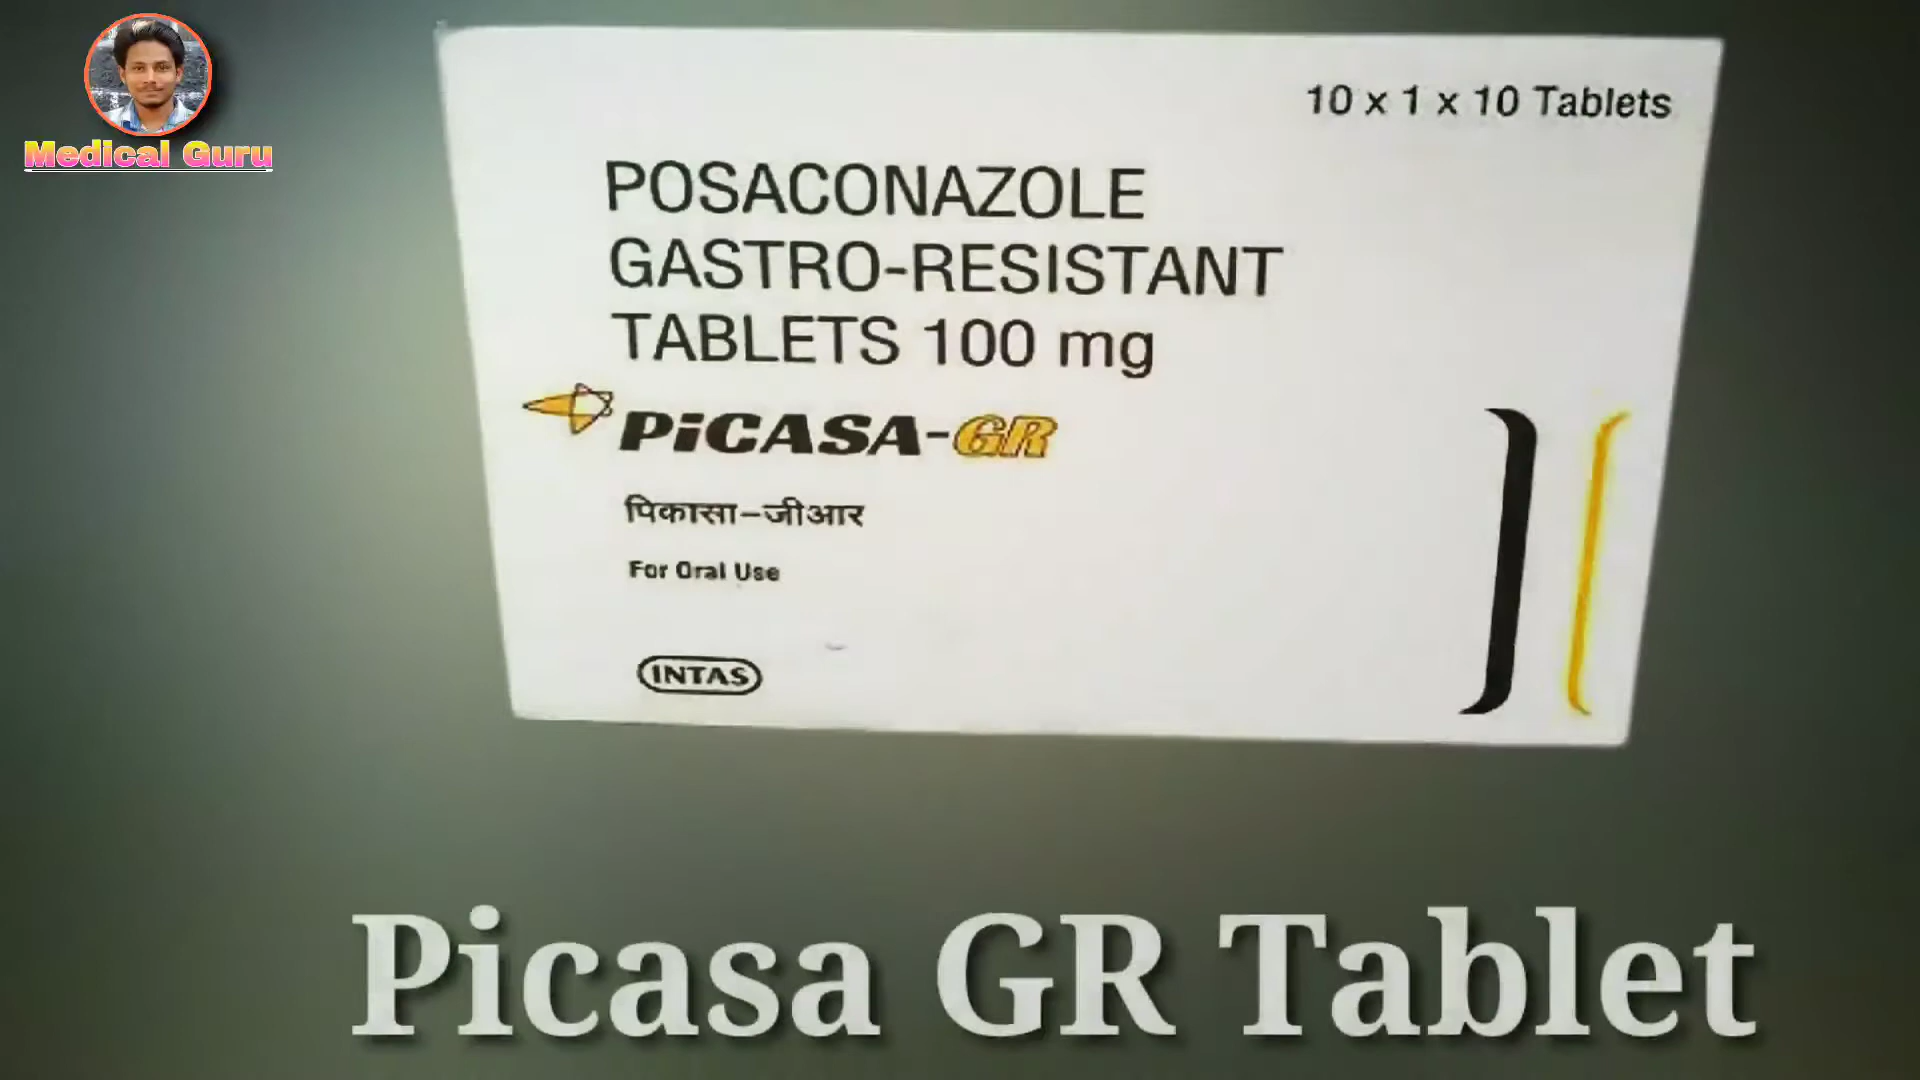 Medical Guru
10 x 1 x 10 Tablets
POSACONAZOLE
GASTRO-RESISTANT
TABLETS 100 mg
PiCASA-GR
पिकासा-जीआर
For Oral Use
INTAS
Picasa GR Tablet